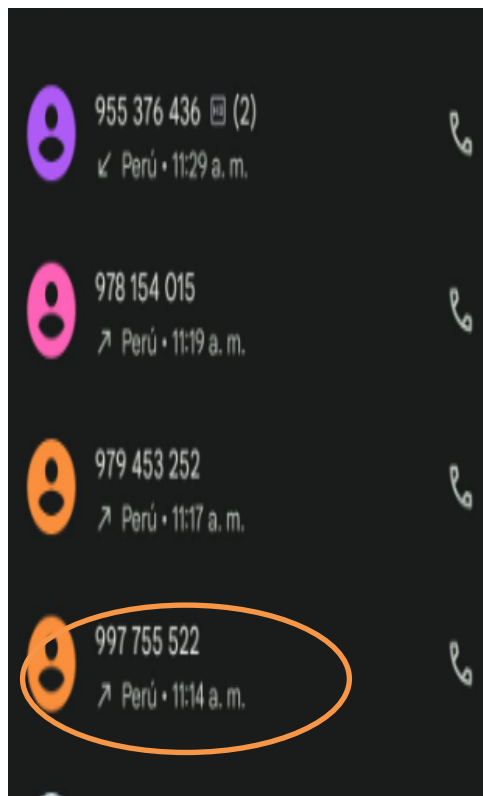 955 376 436 HD (2)
↙ Perú • 11:29 a. m.
978 154 015
↗ Perú • 11:19 a. m.
979 453 252
↗ Perú • 11:17 a. m.
997 755 522
↗ Perú • 11:14 a. m.